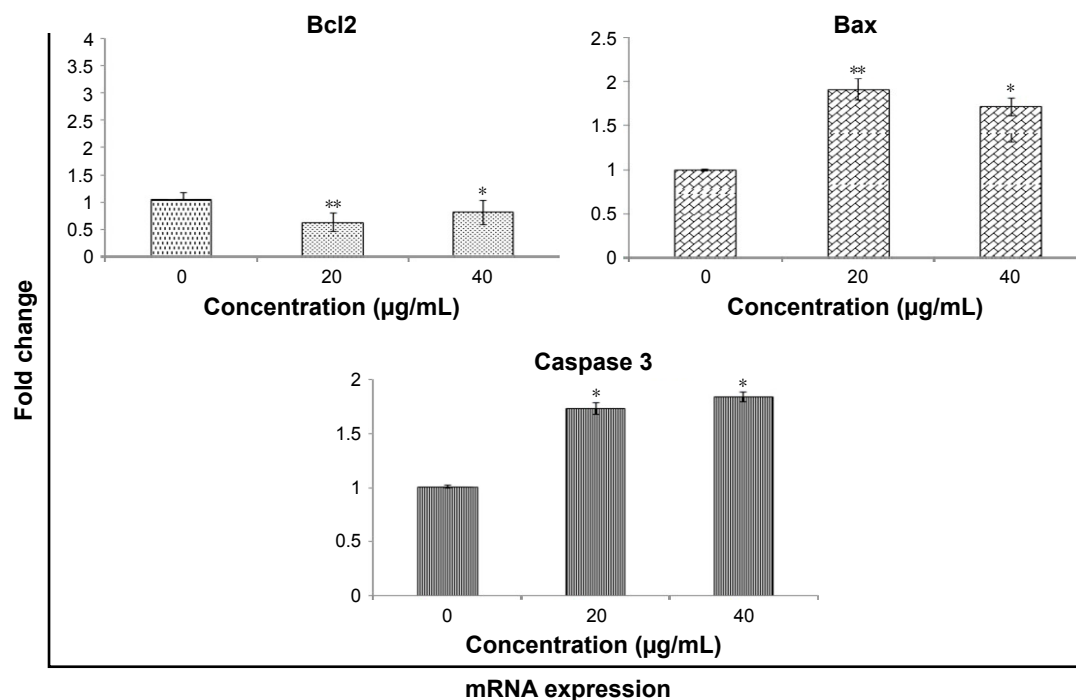 Bcl2
4
3.5
3
2.5
2
1.5
1
0.5
0
**
*
0 20 40
Concentration (µg/mL)
Bax
2.5
2
1.5
1
0.5
0
**
*
0 20 40
Concentration (µg/mL)
Fold change
Caspase 3
2
1.5
1
0.5
0
*
*
0 20 40
Concentration (µg/mL)
mRNA expression